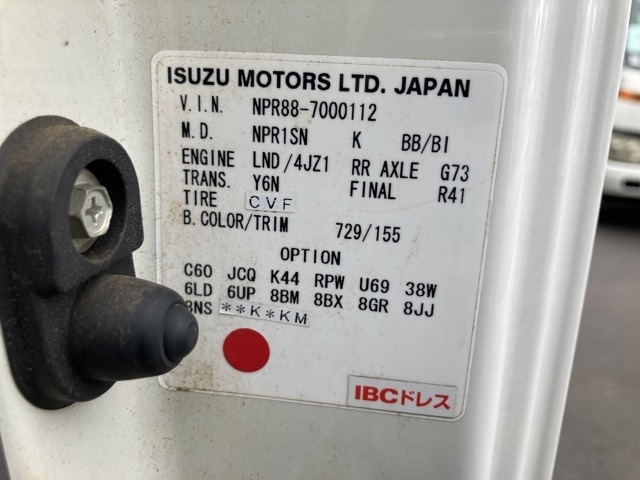 ISUZU MOTORS LTD. JAPAN
V.I.N. NPR88-7000112
M.D. NPR1SN K BB/BI
ENGINE LND/4JZ1 RR AXLE G73
TRANS. Y6N FINAL R41
TIRE CVF
B.COLOR/TRIM 729/155
OPTION
C60 JCQ K44 RPW U69 38W
6LD 6UP 8BM 8BX 8GR 8JJ
8NS **K*KM
IBCドレス